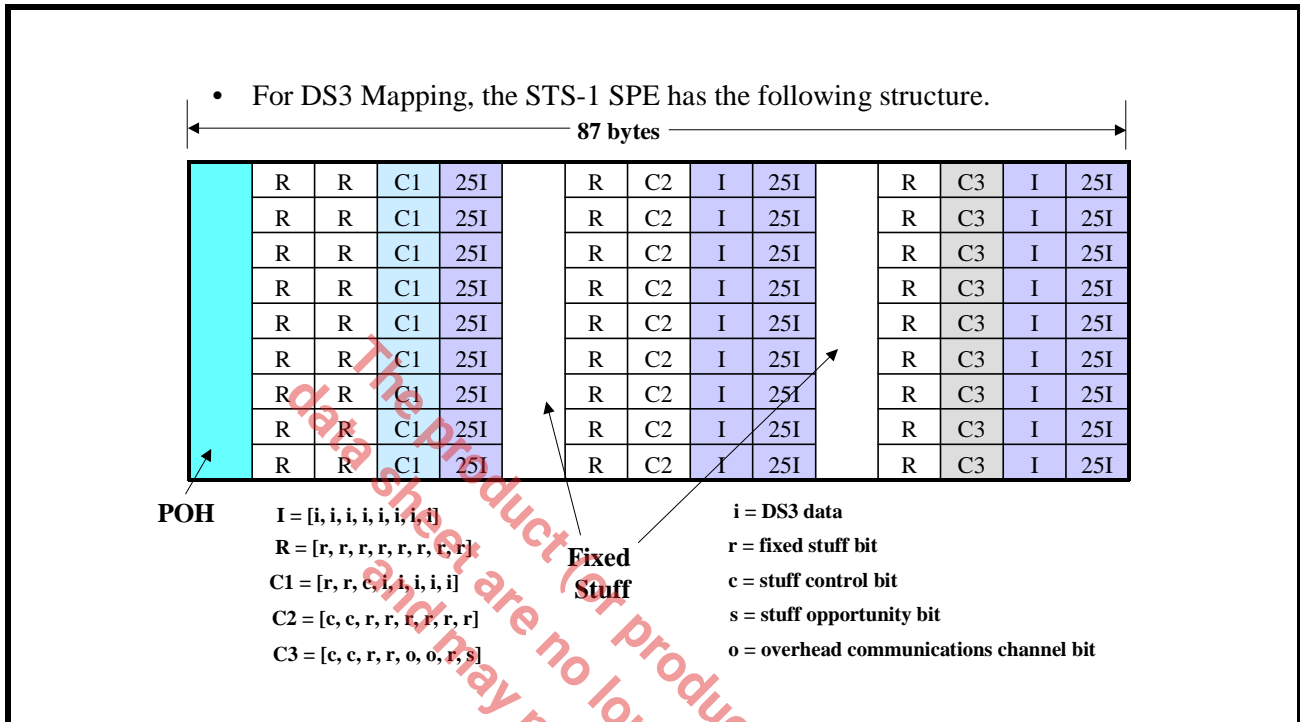 • For DS3 Mapping, the STS-1 SPE has the following structure.
87 bytes
R R C1 25I R C2 I 25I R C3 I 25I
R R C1 25I R C2 I 25I R C3 I 25I
R R C1 25I R C2 I 25I R C3 I 25I
R R C1 25I R C2 I 25I R C3 I 25I
R R C1 25I R C2 I 25I R C3 I 25I
R R C1 25I R C2 I 25I R C3 I 25I
R R C1 25I R C2 I 25I R C3 I 25I
R R C1 25I R C2 I 25I R C3 I 25I
R R C1 25I R C2 I 25I R C3 I 25I
POH
I = [i, i, i, i, i, i, i, i]
R = [r, r, r, r, r, r, r, r]
C1 = [r, r, c, i, i, i, i, i]
C2 = [c, c, r, r, r, r, r, r]
C3 = [c, c, r, r, o, o, r, s]
Fixed
Stuff
i = DS3 data
r = fixed stuff bit
c = stuff control bit
s = stuff opportunity bit
o = overhead communications channel bit
The product (or produc
data sheet are no lo
and may